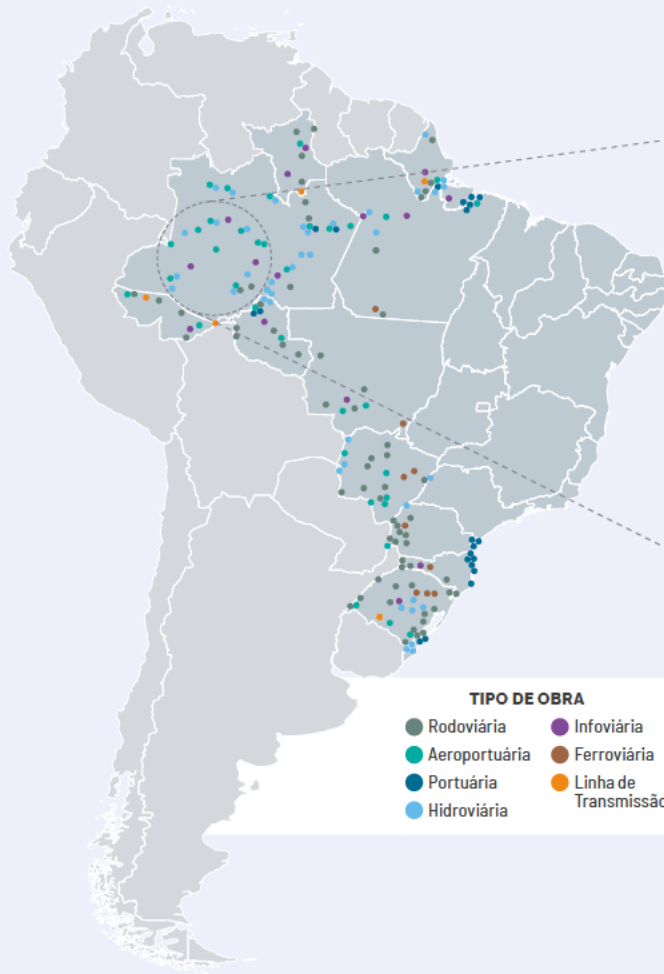 TIPO DE OBRA
Rodoviária
Aeroportuária
Portuária
Hidroviária
Infoviária
Ferroviária
Linha de
Transmissão